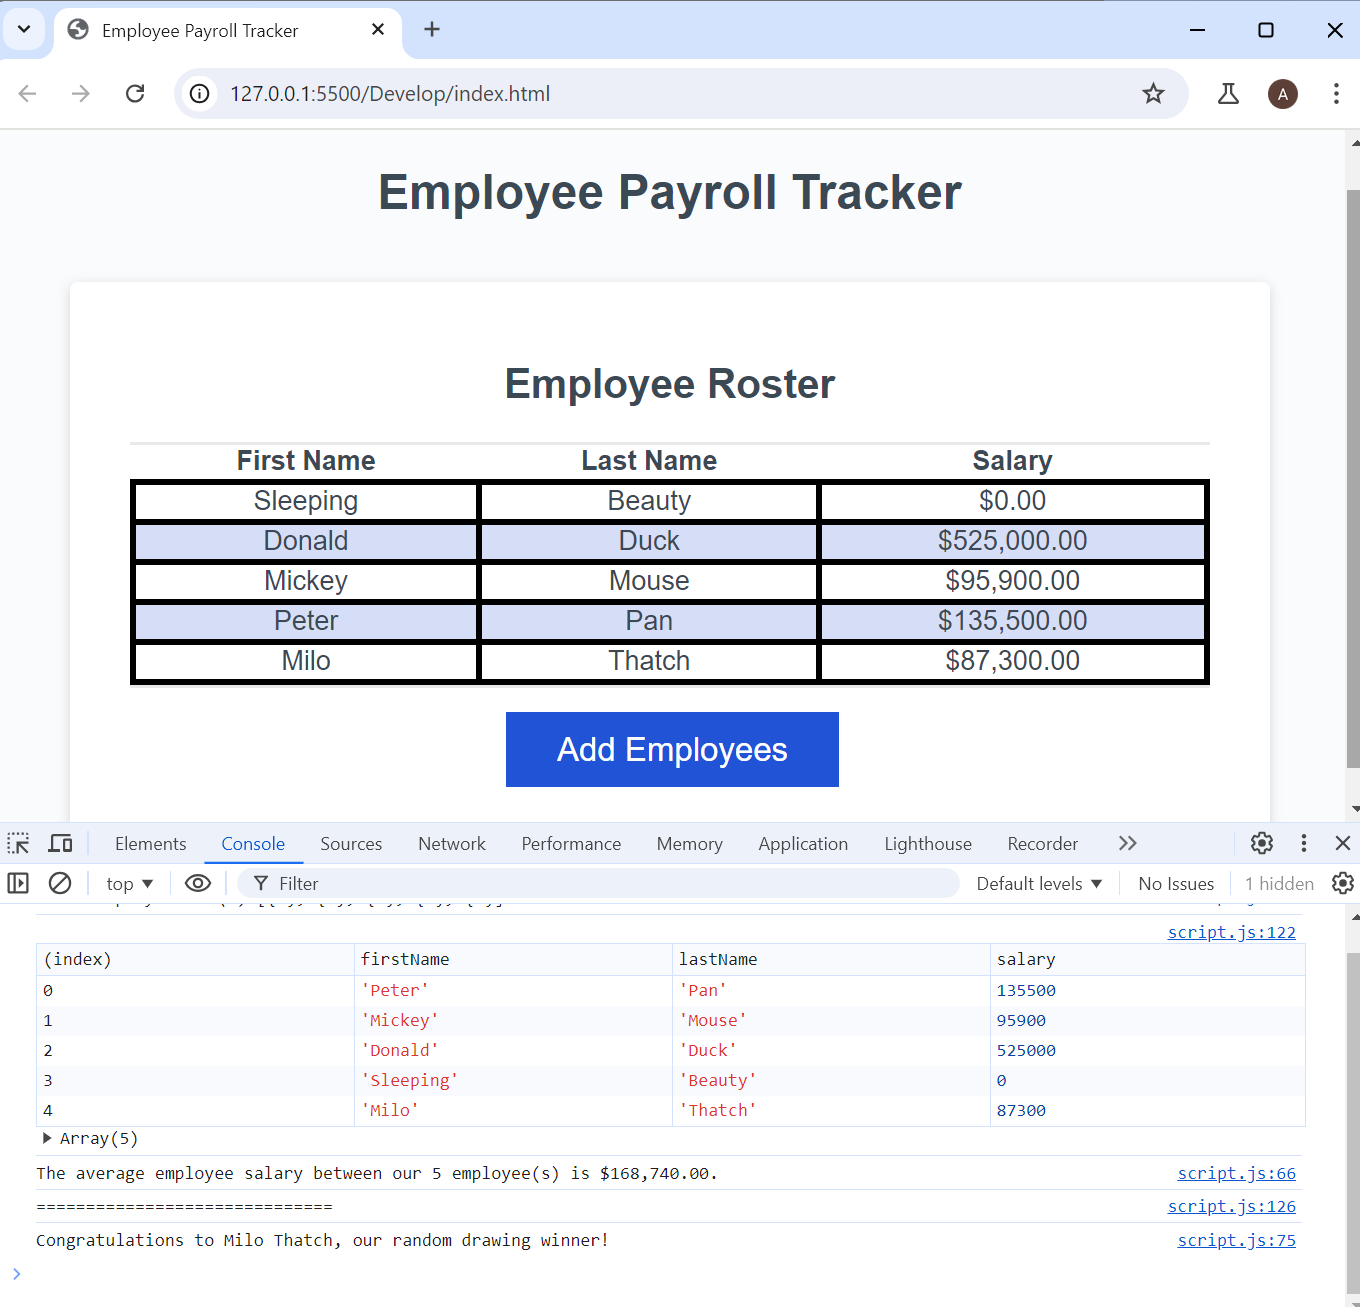 Employee Payroll Tracker
127.0.0.1:5500/Develop/index.html
A
Employee Payroll Tracker
Employee Roster
First Name Last Name Salary
Sleeping Beauty $0.00
Donald Duck $525,000.00
Mickey Mouse $95,900.00
Peter Pan $135,500.00
Milo Thatch $87,300.00
Add Employees
Elements Console Sources Network Performance Memory Application Lighthouse Recorder
top Filter Default levels No Issues 1 hidden
script.js:122
(index) firstName lastName salary
0 'Peter' 'Pan' 135500
1 'Mickey' 'Mouse' 95900
2 'Donald' 'Duck' 525000
3 'Sleeping' 'Beauty' 0
4 'Milo' 'Thatch' 87300
Array(5)
The average employee salary between our 5 employee(s) is $168,740.00. script.js:66
============================== script.js:126
Congratulations to Milo Thatch, our random drawing winner! script.js:75